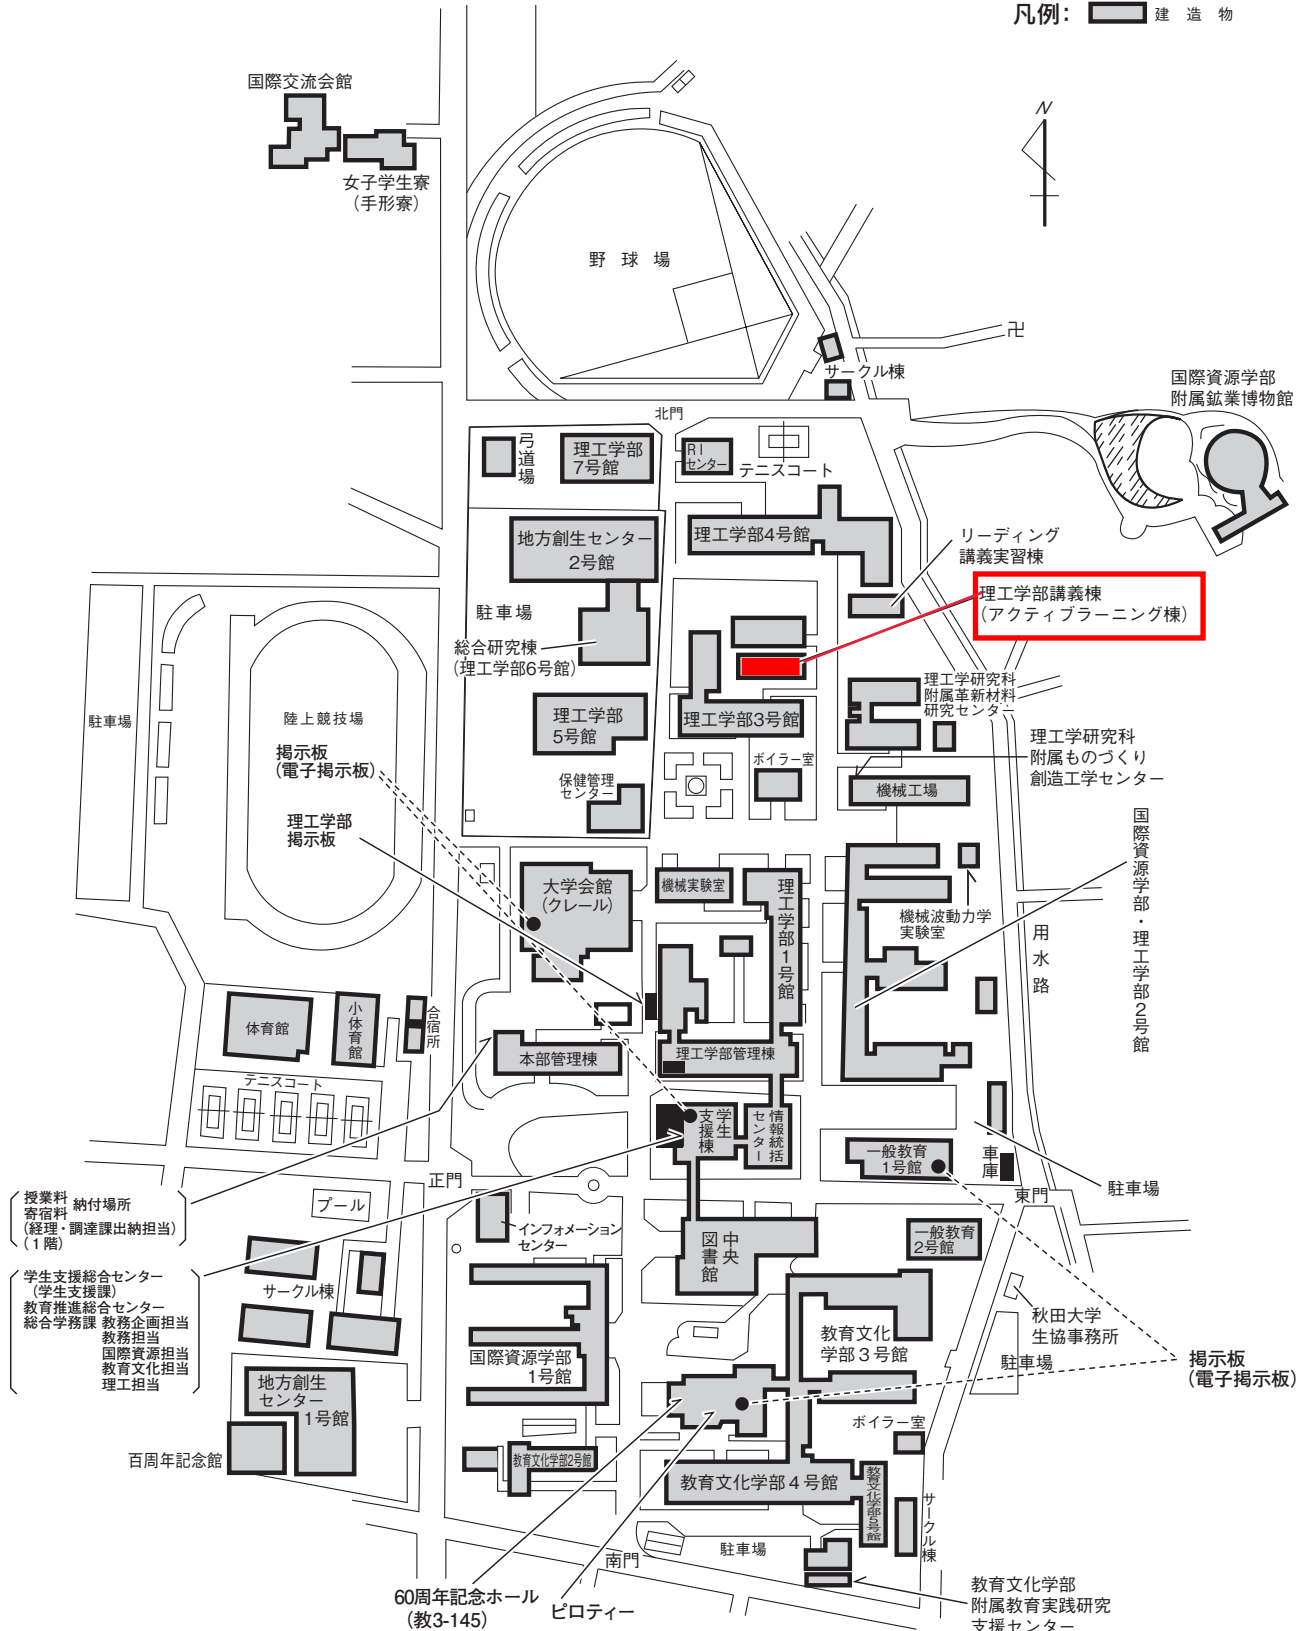 凡例： 建造物
国際交流会館
女子学生寮
（手形寮）
N
野球場
卍
サークル棟
国際資源学部
附属鉱業博物館
北門
弓道場
理工学部
7号館
RI
センター
テニスコート
地方創生センター
2号館
理工学部4号館
リーディング
講義実習棟
理工学部講義棟
（アクティブラーニング棟）
駐車場
総合研究棟
（理工学部6号館）
駐車場
陸上競技場
理工学部
5号館
理工学部3号館
理工学研究科
附属革新材料
研究センター
掲示板
（電子掲示板）
保健管理
センター
ボイラー室
理工学研究科
附属ものづくり
創造工学センター
機械工場
理工学部
掲示板
国際資源学部・理工学部2号館
大学会館
（クレール）
機械実験室
理工学部1号館
機械波動力学
実験室
用水路
体育館
小体育館
合宿所
本部管理棟
理工学部管理棟
テニスコート
学生
支援棟
情報統括
センター
一般教育
1号館
車庫
駐車場
正門
東門
授業料
寄宿料
納付場所
（経理・調達課出納担当）
（1階）
プール
インフォメーション
センター
中央
図書館
一般教育
2号館
学生支援総合センター
（学生支援課）
教育推進総合センター
総合学務課 教務企画担当
教務担当
国際資源担当
教育文化担当
理工担当
サークル棟
秋田大学
生協事務所
教育文化
学部3号館
駐車場
国際資源学部
1号館
掲示板
（電子掲示板）
地方創生
センター
1号館
ボイラー室
百周年記念館
教育文化学部2号館
教育文化学部4号館
教育文化学部5号館
サークル棟
南門
駐車場
60周年記念ホール
（教3-145）
ピロティー
教育文化学部
附属教育実践研究
支援センター